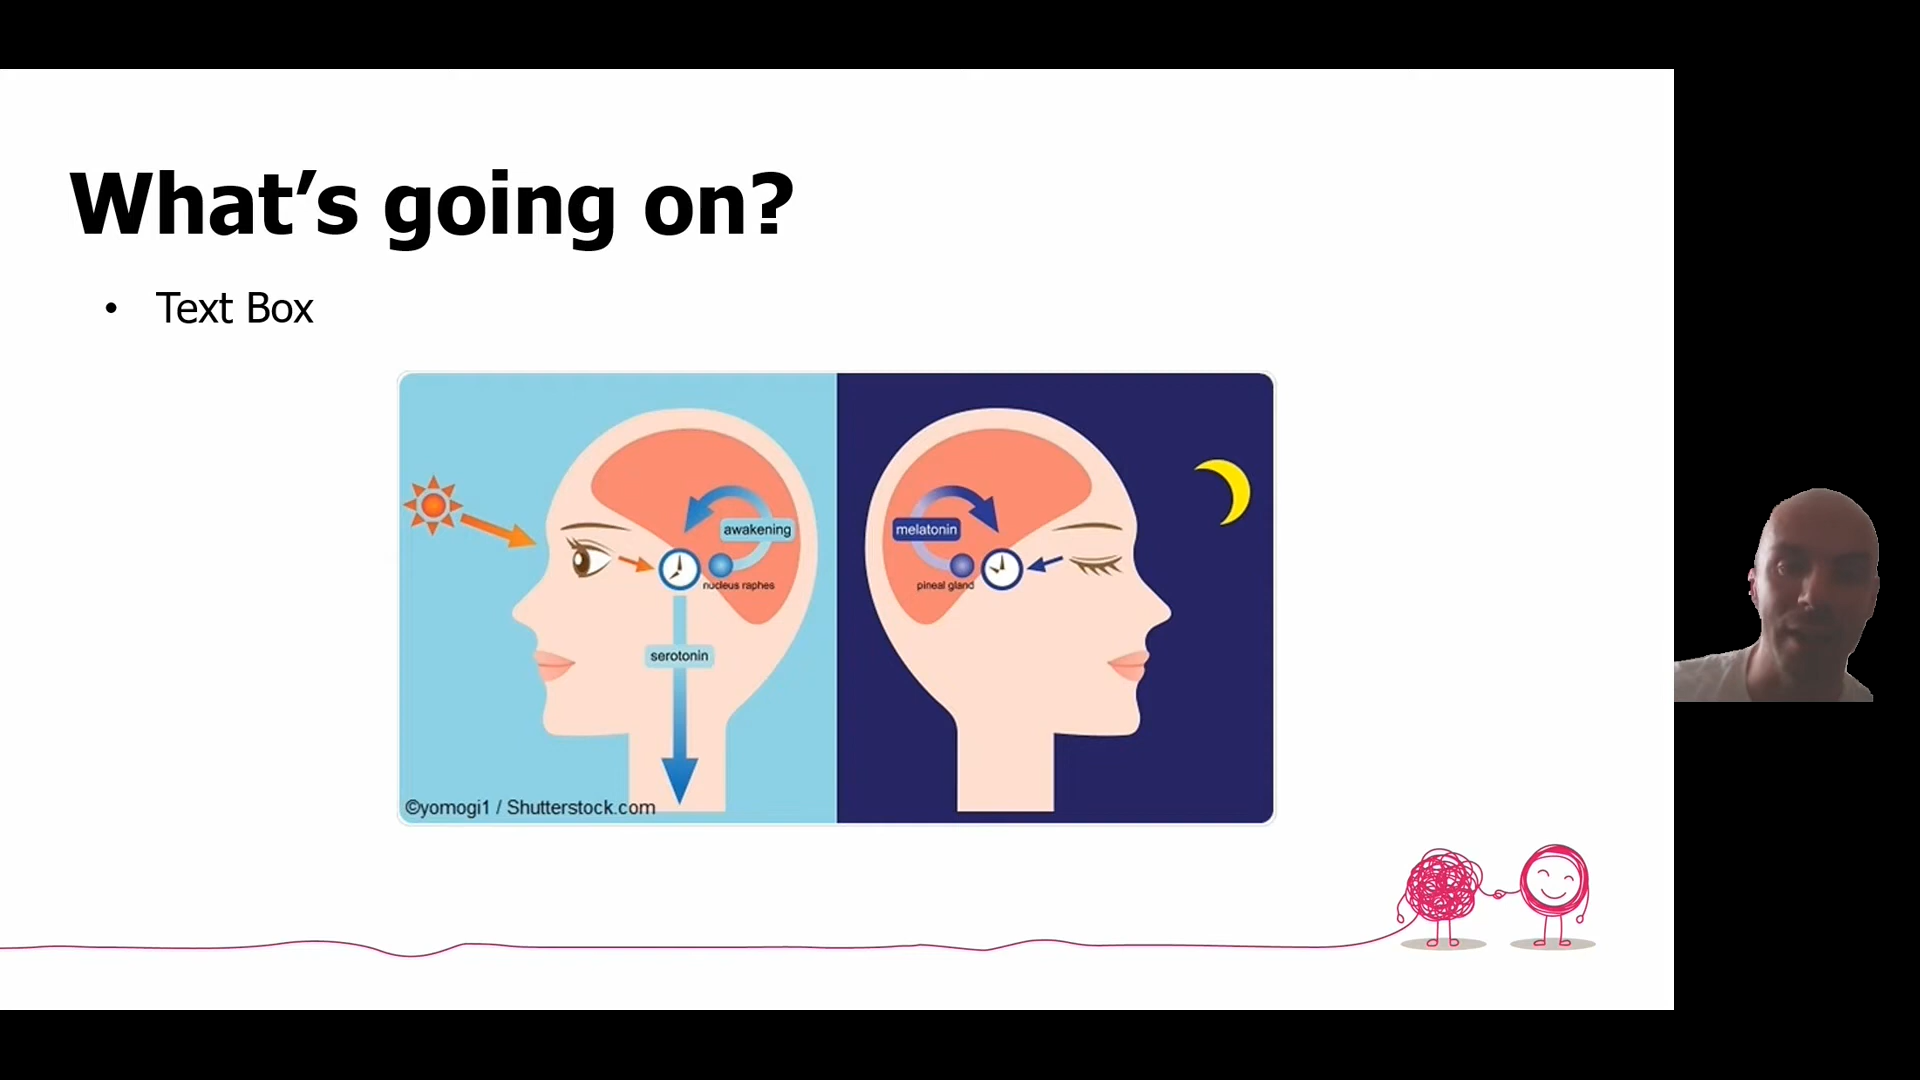 What’s going on?
• Text Box
awakening
nucleus raphes
serotonin
©yomogi1 / Shutterstock.com
melatonin
pineal gland